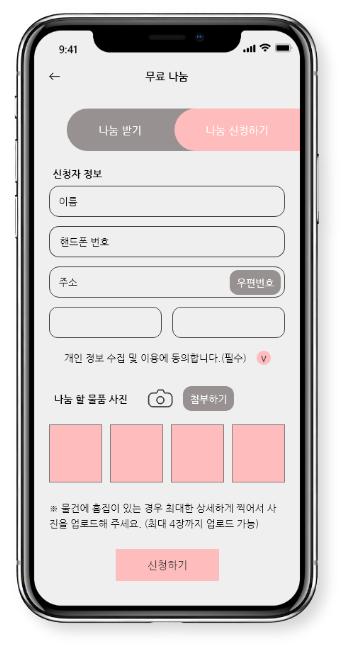 9:41
무료 나눔
나눔 받기
나눔 신청하기
신청자 정보
이름
핸드폰 번호
주소
우편번호
개인 정보 수집 및 이용에 동의합니다.(필수)
v
나눔 할 물품 사진
첨부하기
※ 물건에 흠집이 있는 경우 최대한 상세하게 찍어서 사
진을 업로드해 주세요. (최대 4장까지 업로드 가능)
신청하기